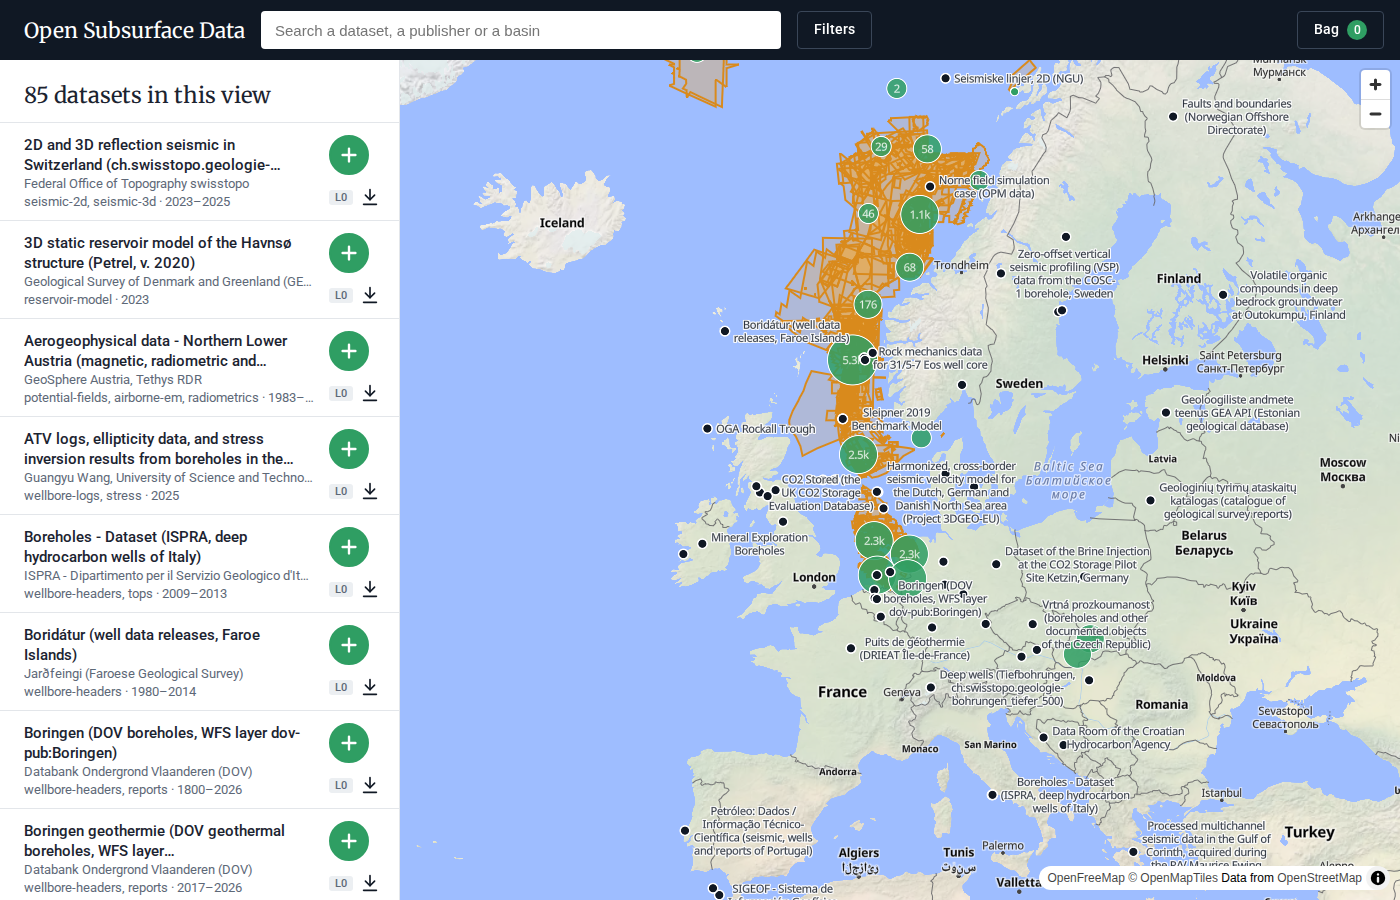 Open Subsurface Data
Search a dataset, a publisher or a basin
Filters
Bag 0
85 datasets in this view
2D and 3D reflection seismic in
Switzerland (ch.swisstopo.geologie-...
Federal Office of Topography swisstopo
seismic-2d, seismic-3d · 2023–2025
L0
3D static reservoir model of the Havnsø
structure (Petrel, v. 2020)
Geological Survey of Denmark and Greenland (GE...
reservoir-model · 2023
L0
Aerogeophysical data - Northern Lower
Austria (magnetic, radiometric and...
GeoSphere Austria, Tethys RDR
potential-fields, airborne-em, radiometrics · 1983–...
L0
ATV logs, ellipticity data, and stress
inversion results from boreholes in the...
Guangyu Wang, University of Science and Techno...
wellbore-logs, stress · 2025
L0
Boreholes - Dataset (ISPRA, deep
hydrocarbon wells of Italy)
ISPRA - Dipartimento per il Servizio Geologico d'It...
wellbore-headers, tops · 2009–2013
L0
Boridátur (well data releases, Faroe
Islands)
Jarðfeingi (Faroese Geological Survey)
wellbore-headers · 1980–2014
L0
Boringen (DOV boreholes, WFS layer dov-
pub:Boringen)
Databank Ondergrond Vlaanderen (DOV)
wellbore-headers, reports · 1800–2026
L0
Boringen geothermie (DOV geothermal
boreholes, WFS layer...
Databank Ondergrond Vlaanderen (DOV)
wellbore-headers, reports · 2017–2026
L0
Мурманск
2
Seismiske linjer, 2D (NGU)
Faults and boundaries
(Norwegian Offshore
Directorate)
29
58
Norne field simulation
case (OPM data)
46
1.1k
Iceland
68
Trondheim
Zero-offset vertical
seismic profiling (VSP)
data from the COSC-
1 borehole, Sweden
Finland
Volatile organic
compounds in deep
bedrock groundwater
at Outokumpu, Finland
176
Boridátur (well data
releases, Faroe Islands)
Rock mechanics data
for 31/5-7 Eos well core
Helsinki
Saint Petersburg
Санкт-Петербург
Sweden
Sleipner 2019
Benchmark Model
OGA Rockall Trough
Geoloogiliste andmete
teenus GEA API (Estonian
geological database)
2.5k
Latvia
Moscow
Москва
Baltic Sea
Балтийское
море
Harmonized, cross-border
seismic velocity model for
the Dutch, German and
Danish North Sea area
(Project 3DGEO-EU)
CO2 Stored (the
UK CO2 Storage
Evaluation Database)
Geologinių tyrimų ataskaitų
katalogas (catalogue of
geological survey reports)
Mineral Exploration
Boreholes
2.3k
2.3k
Belarus
Беларусь
Dataset of the Brine Injection
at the CO2 Storage Pilot
Site Ketzin, Germany
London
Boringen (DOV
boreholes, WFS layer
dov-pub:Boringen)
Kyiv
Київ
Ukraine
Україна
Vrtná prozkoumanost
(boreholes and other
documented objects
of the Czech Republic)
Puits de géothermie
(DRIEAT Île-de-France)
Deep wells (Tiefbohrungen,
ch.swisstopo.geologie-
bohrungen_tiefer_500)
France
Geneva
Moldova
Romania
Sevastopol
Севастополь
Data Room of the Croatian
Hydrocarbon Agency
Monaco
San Marino
Andorra
Boreholes - Dataset
(ISPRA, deep hydrocarbon
wells of Italy)
Istanbul
Petróleo: Dados /
Informação Técnico-
Científica (seismic, wells
and reports of Portugal)
Processed multichannel
seismic data in the Gulf of
Corinth, acquired during
Turkey
Algiers
الجزائر
Tunis
تونس
Palermo
Valletta
SIGEOF - Sistema de
OpenFreeMap © OpenMapTiles Data from OpenStreetMap